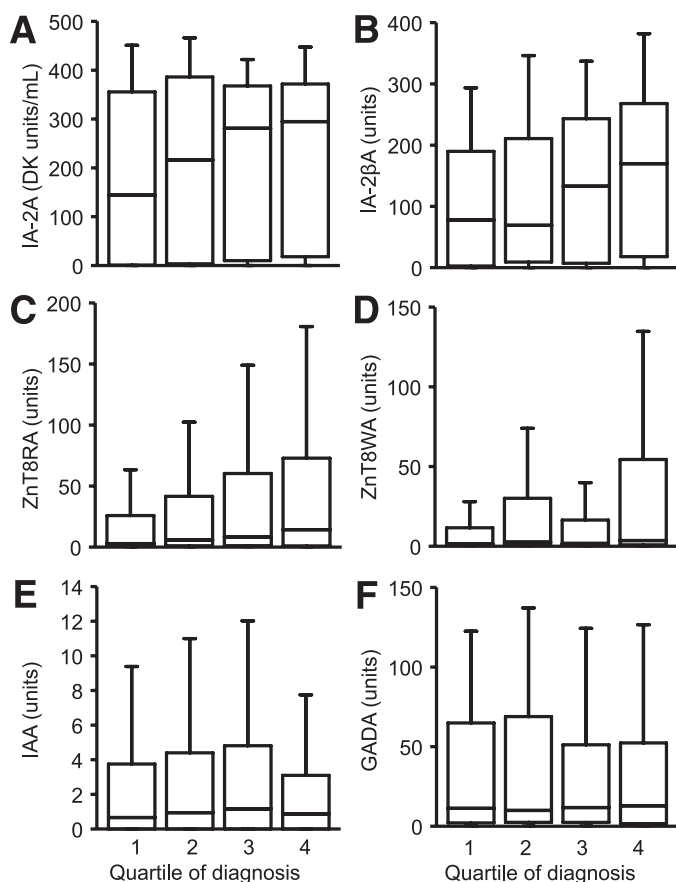 A
IA-2A (DK units/mL)
500
400
300
200
100
0
B
IA-2βA (units)
400
300
200
100
0
C
ZnT8RA (units)
200
150
100
50
0
D
ZnT8WA (units)
150
100
50
0
E
IAA (units)
14
12
10
8
6
4
2
0
1 2 3 4
Quartile of diagnosis
F
GADA (units)
150
100
50
0
1 2 3 4
Quartile of diagnosis